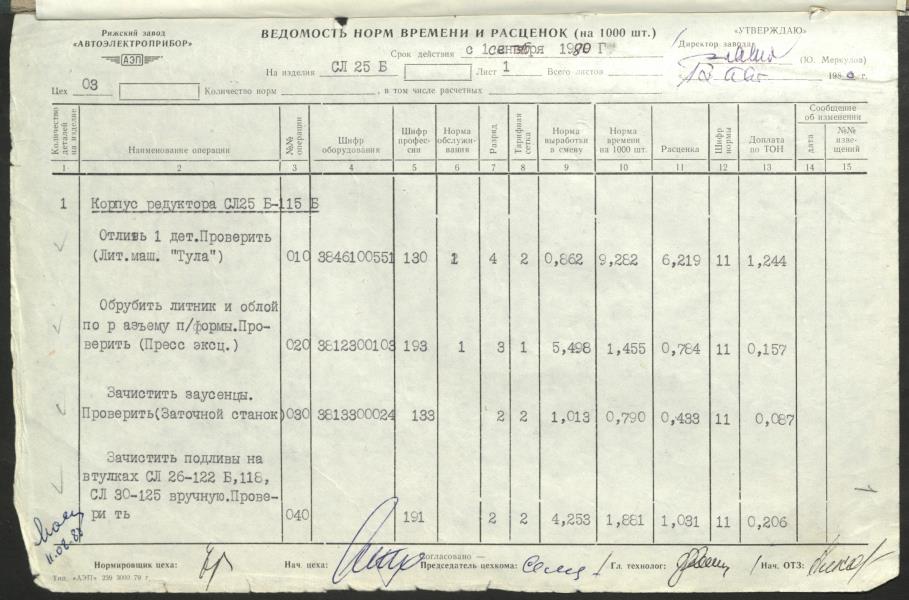 Рижский завод
«АВТОЭЛЕКТРОПРИБОР»
АЭП
ВЕДОМОСТЬ НОРМ ВРЕМЕНИ И РАСЦЕНОК (на 1000 шт.)
Срок действия с 1 сентября 1980 Г
«УТВЕРЖДАЮ»
Директор завода
(Ю. Меркулов)
1980 г.
На изделия СЛ 25 Б Лист 1 Всего листов
Цех 03 Количество норм , в том числе расчетных
Количество деталей на изделие
Наименование операции
№№ операции
Шифр оборудования
Шифр профессии
Норма обслуживания
Разряд
Тарифная сетка
Норма выработки в смену
Норма времени на 1000 шт.
Расценка
Шифр нормы
Доплата по ТОН
Сообщение об изменении
дата
№№ извещений
1 2 3 4 5 6 7 8 9 10 11 12 13 14 15
1 Корпус редуктора СЛ25 Б-115 Б
Отливь 1 дет.Проверить
(Лит.маш. "Тула") 010 3846100551 130 4 2 0,862 9,282 6,219 11 1,244
Обрубить литник и облой
по р азъему п/формы.Про-
верить (Пресс эксц.) 020 3812300103 193 1 3 1 5,498 1,455 0,784 11 0,157
Зачистить заусенцы.
Проверить(Заточной станок) 030 3813300024 133 2 2 1,013 0,790 0,433 11 0,087
Зачистить подливы на
втулках СЛ 26-122 Б,118,
СЛ 30-125 вручную.Прове-
ри ть 040 191 2 2 4,253 1,881 1,031 11 0,206
1
Нормировщик цеха: Нач. цеха: Согласовано — Председатель цехкома: Гл. технолог: Нач. ОТЗ:
Тип. «АЭП» 239 3000 79 г.